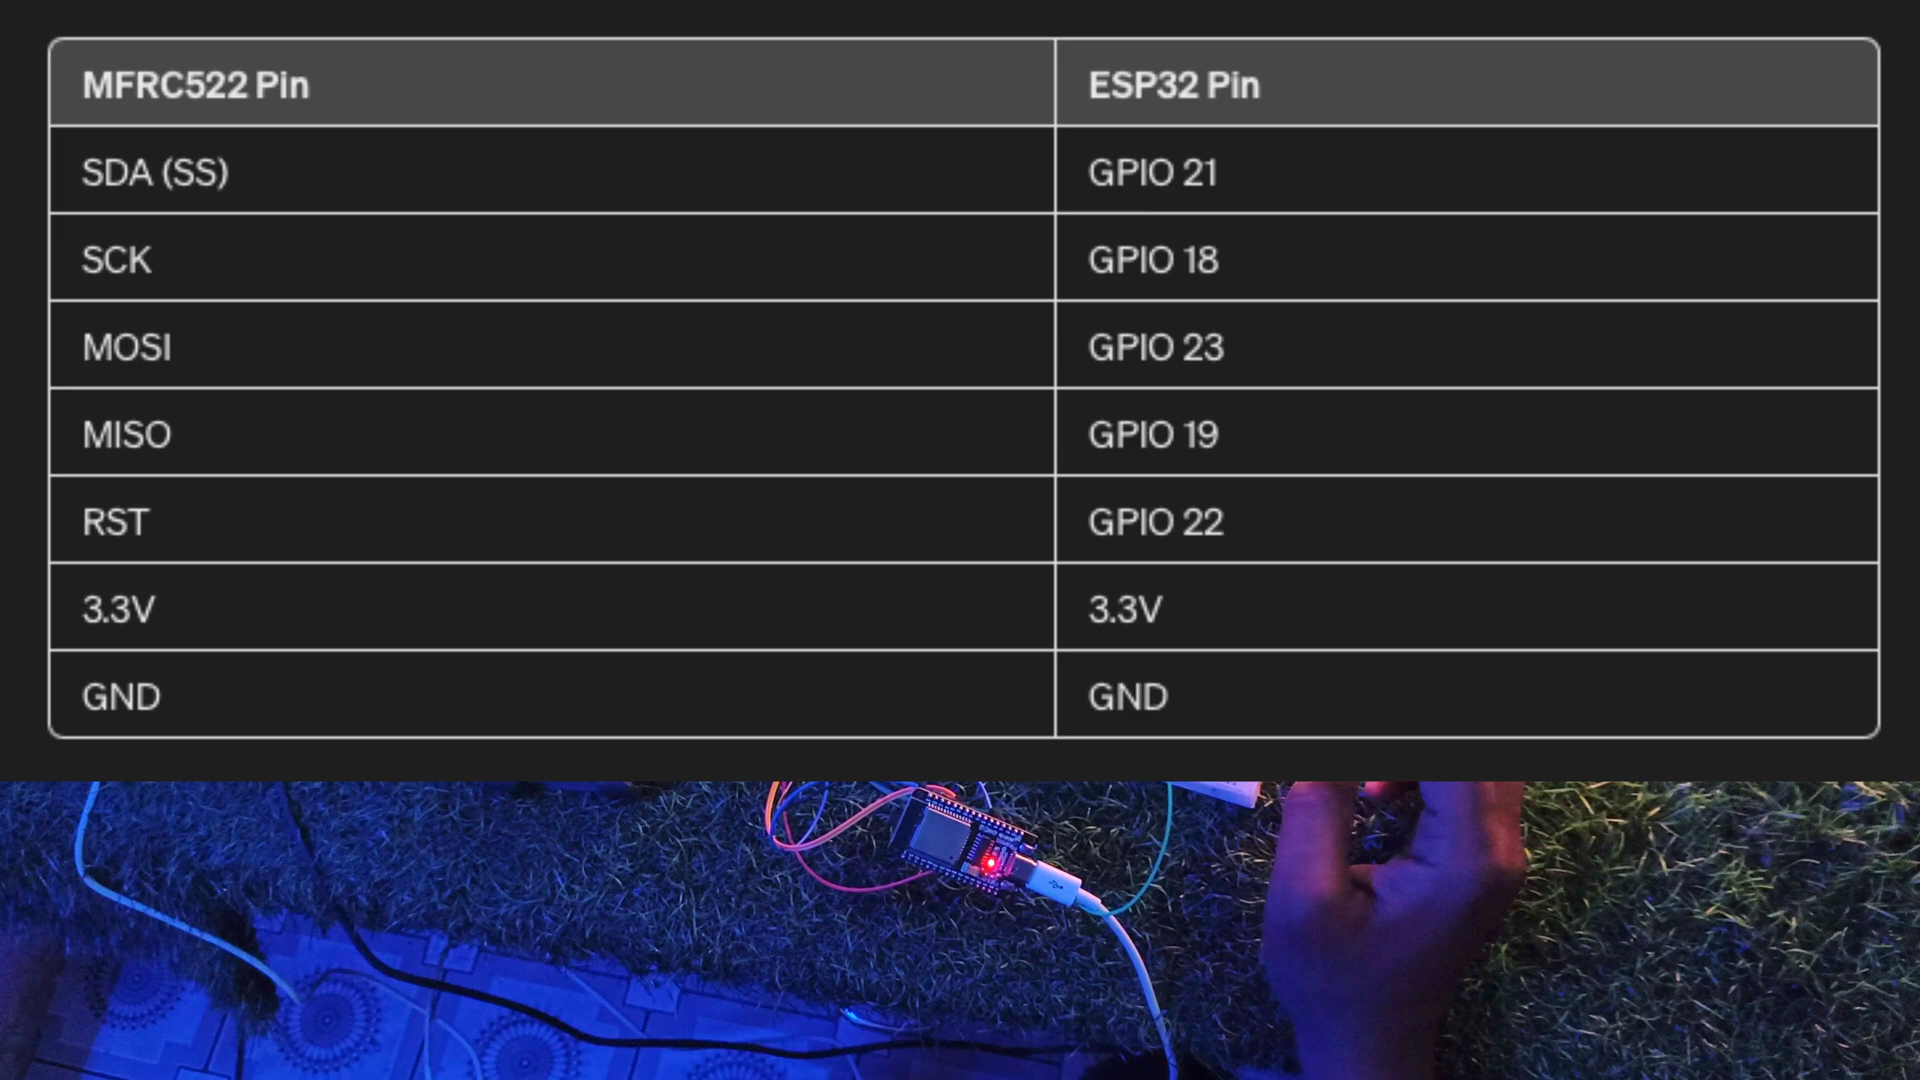 MFRC522 Pin ESP32 Pin
SDA (SS) GPIO 21
SCK GPIO 18
MOSI GPIO 23
MISO GPIO 19
RST GPIO 22
3.3V 3.3V
GND GND